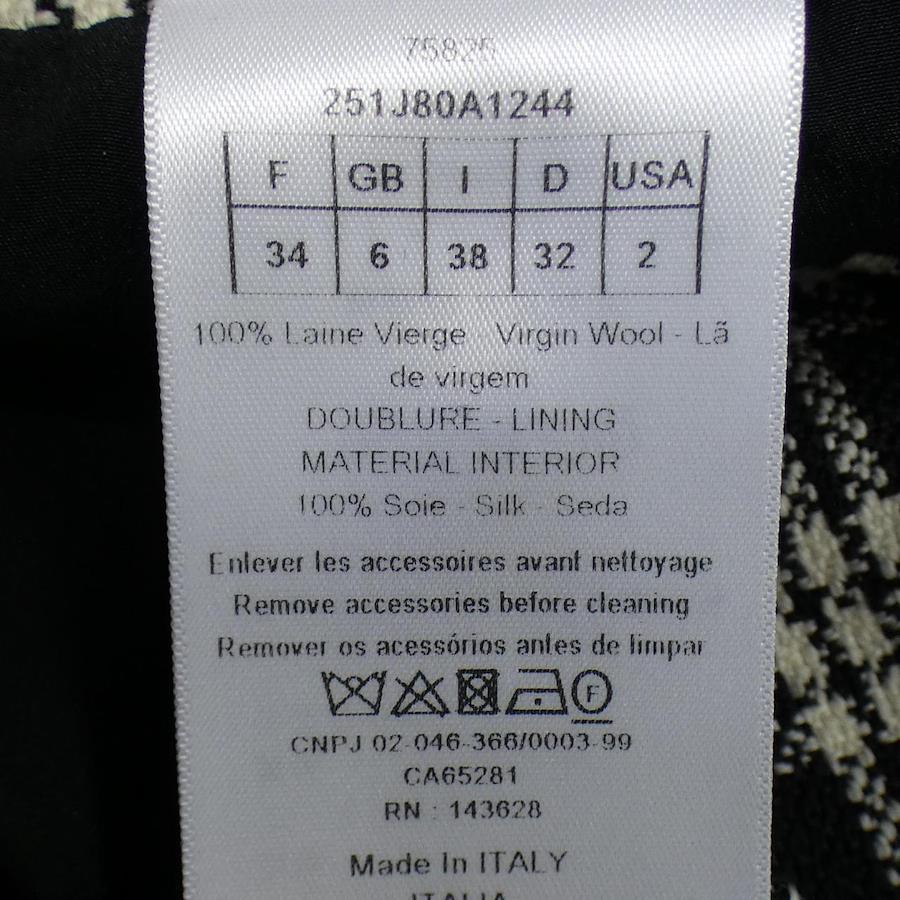 75825
251J80A1244
F GB I D USA
34 6 38 32 2
100% Laine Vierge Virgin Wool - Lã
de virgem
DOUBLURE - LINING
MATERIAL INTERIOR
100% Soie - Silk - Seda
Enlever les accessoires avant nettoyage
Remove accessories before cleaning
Remover os acessórios antes de limpar
F
CNPJ 02-046-366/0003-99
CA65281
RN : 143628
Made In ITALY
ITALIA